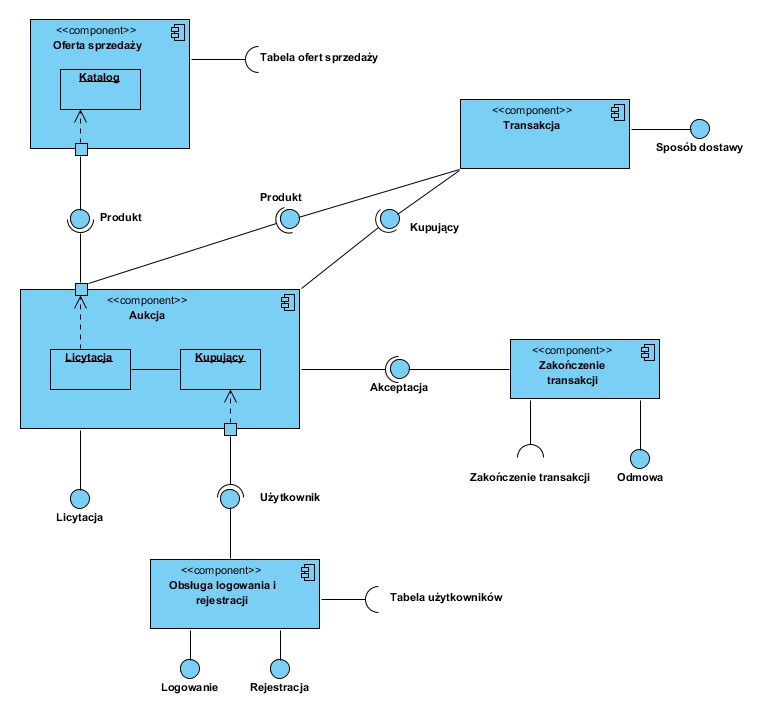 <<component>>
Oferta sprzedaży
Katalog
Tabela ofert sprzedaży
<<component>>
Transakcja
Sposób dostawy
Produkt
Produkt
Kupujący
<<component>>
Aukcja
Licytacja
Kupujący
Akceptacja
<<component>>
Zakończenie
transakcji
Zakończenie transakcji
Odmowa
Licytacja
Użytkownik
<<component>>
Obsługa logowania i
rejestracji
Tabela użytkowników
Logowanie
Rejestracja